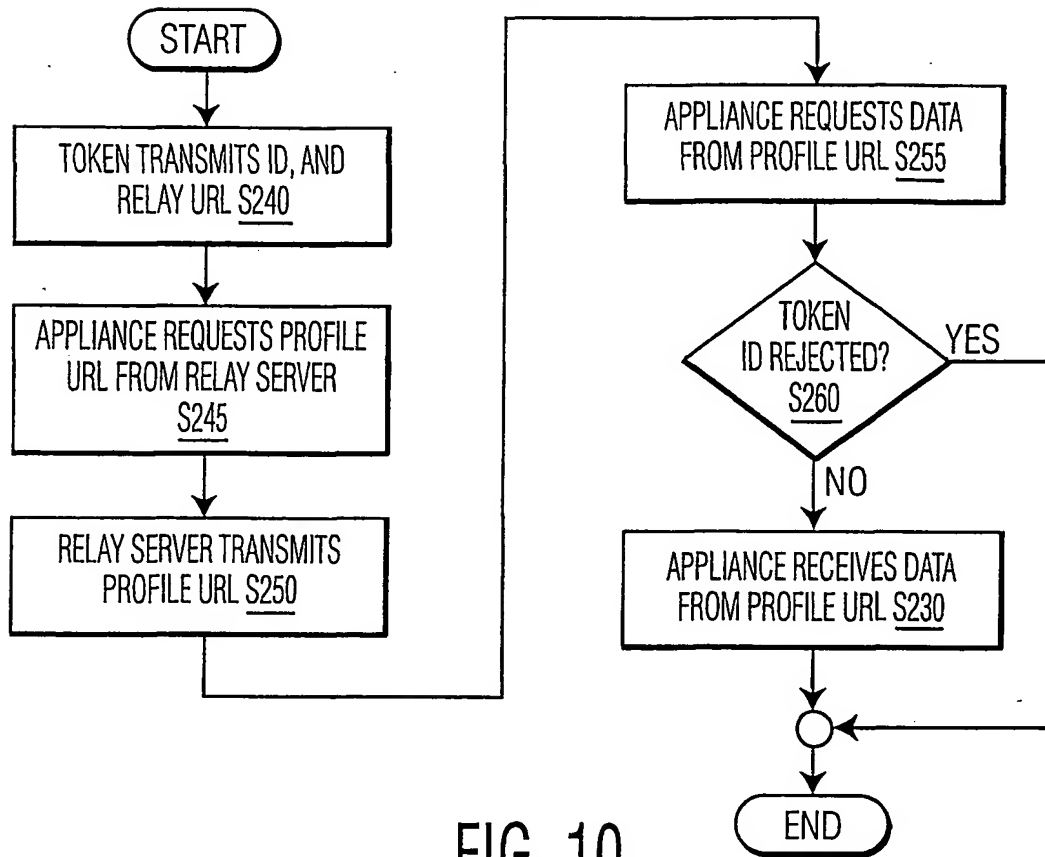 START
TOKEN TRANSMITS ID, AND
RELAY URL S240
APPLIANCE REQUESTS PROFILE
URL FROM RELAY SERVER
S245
RELAY SERVER TRANSMITS
PROFILE URL S250
APPLIANCE REQUESTS DATA
FROM PROFILE URL S255
TOKEN
ID REJECTED?
S260
YES
NO
APPLIANCE RECEIVES DATA
FROM PROFILE URL S230
END
FIG. 10